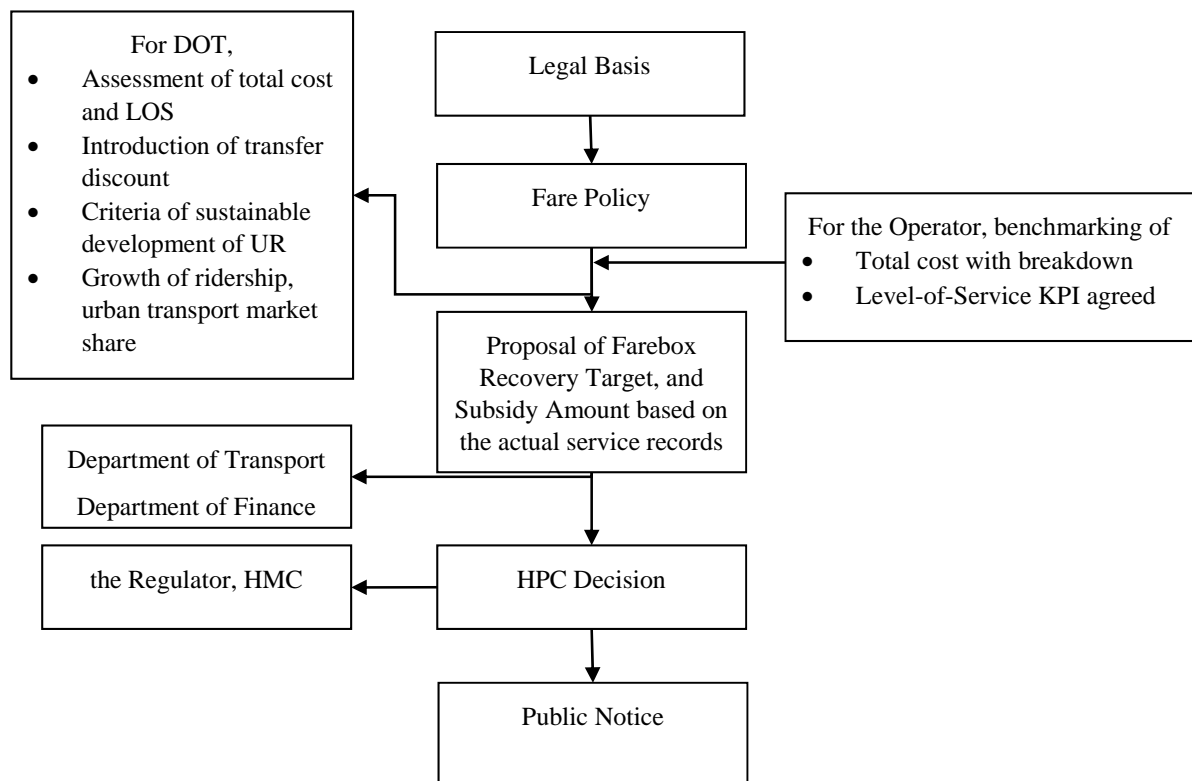 For DOT,
• Assessment of total cost
and LOS
• Introduction of transfer
discount
• Criteria of sustainable
development of UR
• Growth of ridership,
urban transport market
share
Legal Basis
Fare Policy
For the Operator, benchmarking of
• Total cost with breakdown
• Level-of-Service KPI agreed
Proposal of Farebox
Recovery Target, and
Subsidy Amount based on
the actual service records
Department of Transport
Department of Finance
the Regulator, HMC
HPC Decision
Public Notice